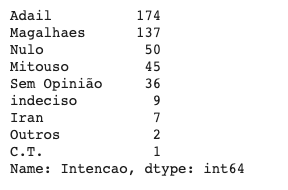 Adail 174
Magalhaes 137
Nulo 50
Mitouso 45
Sem Opinião 36
indeciso 9
Iran 7
Outros 2
C.T. 1
Name: Intencao, dtype: int64